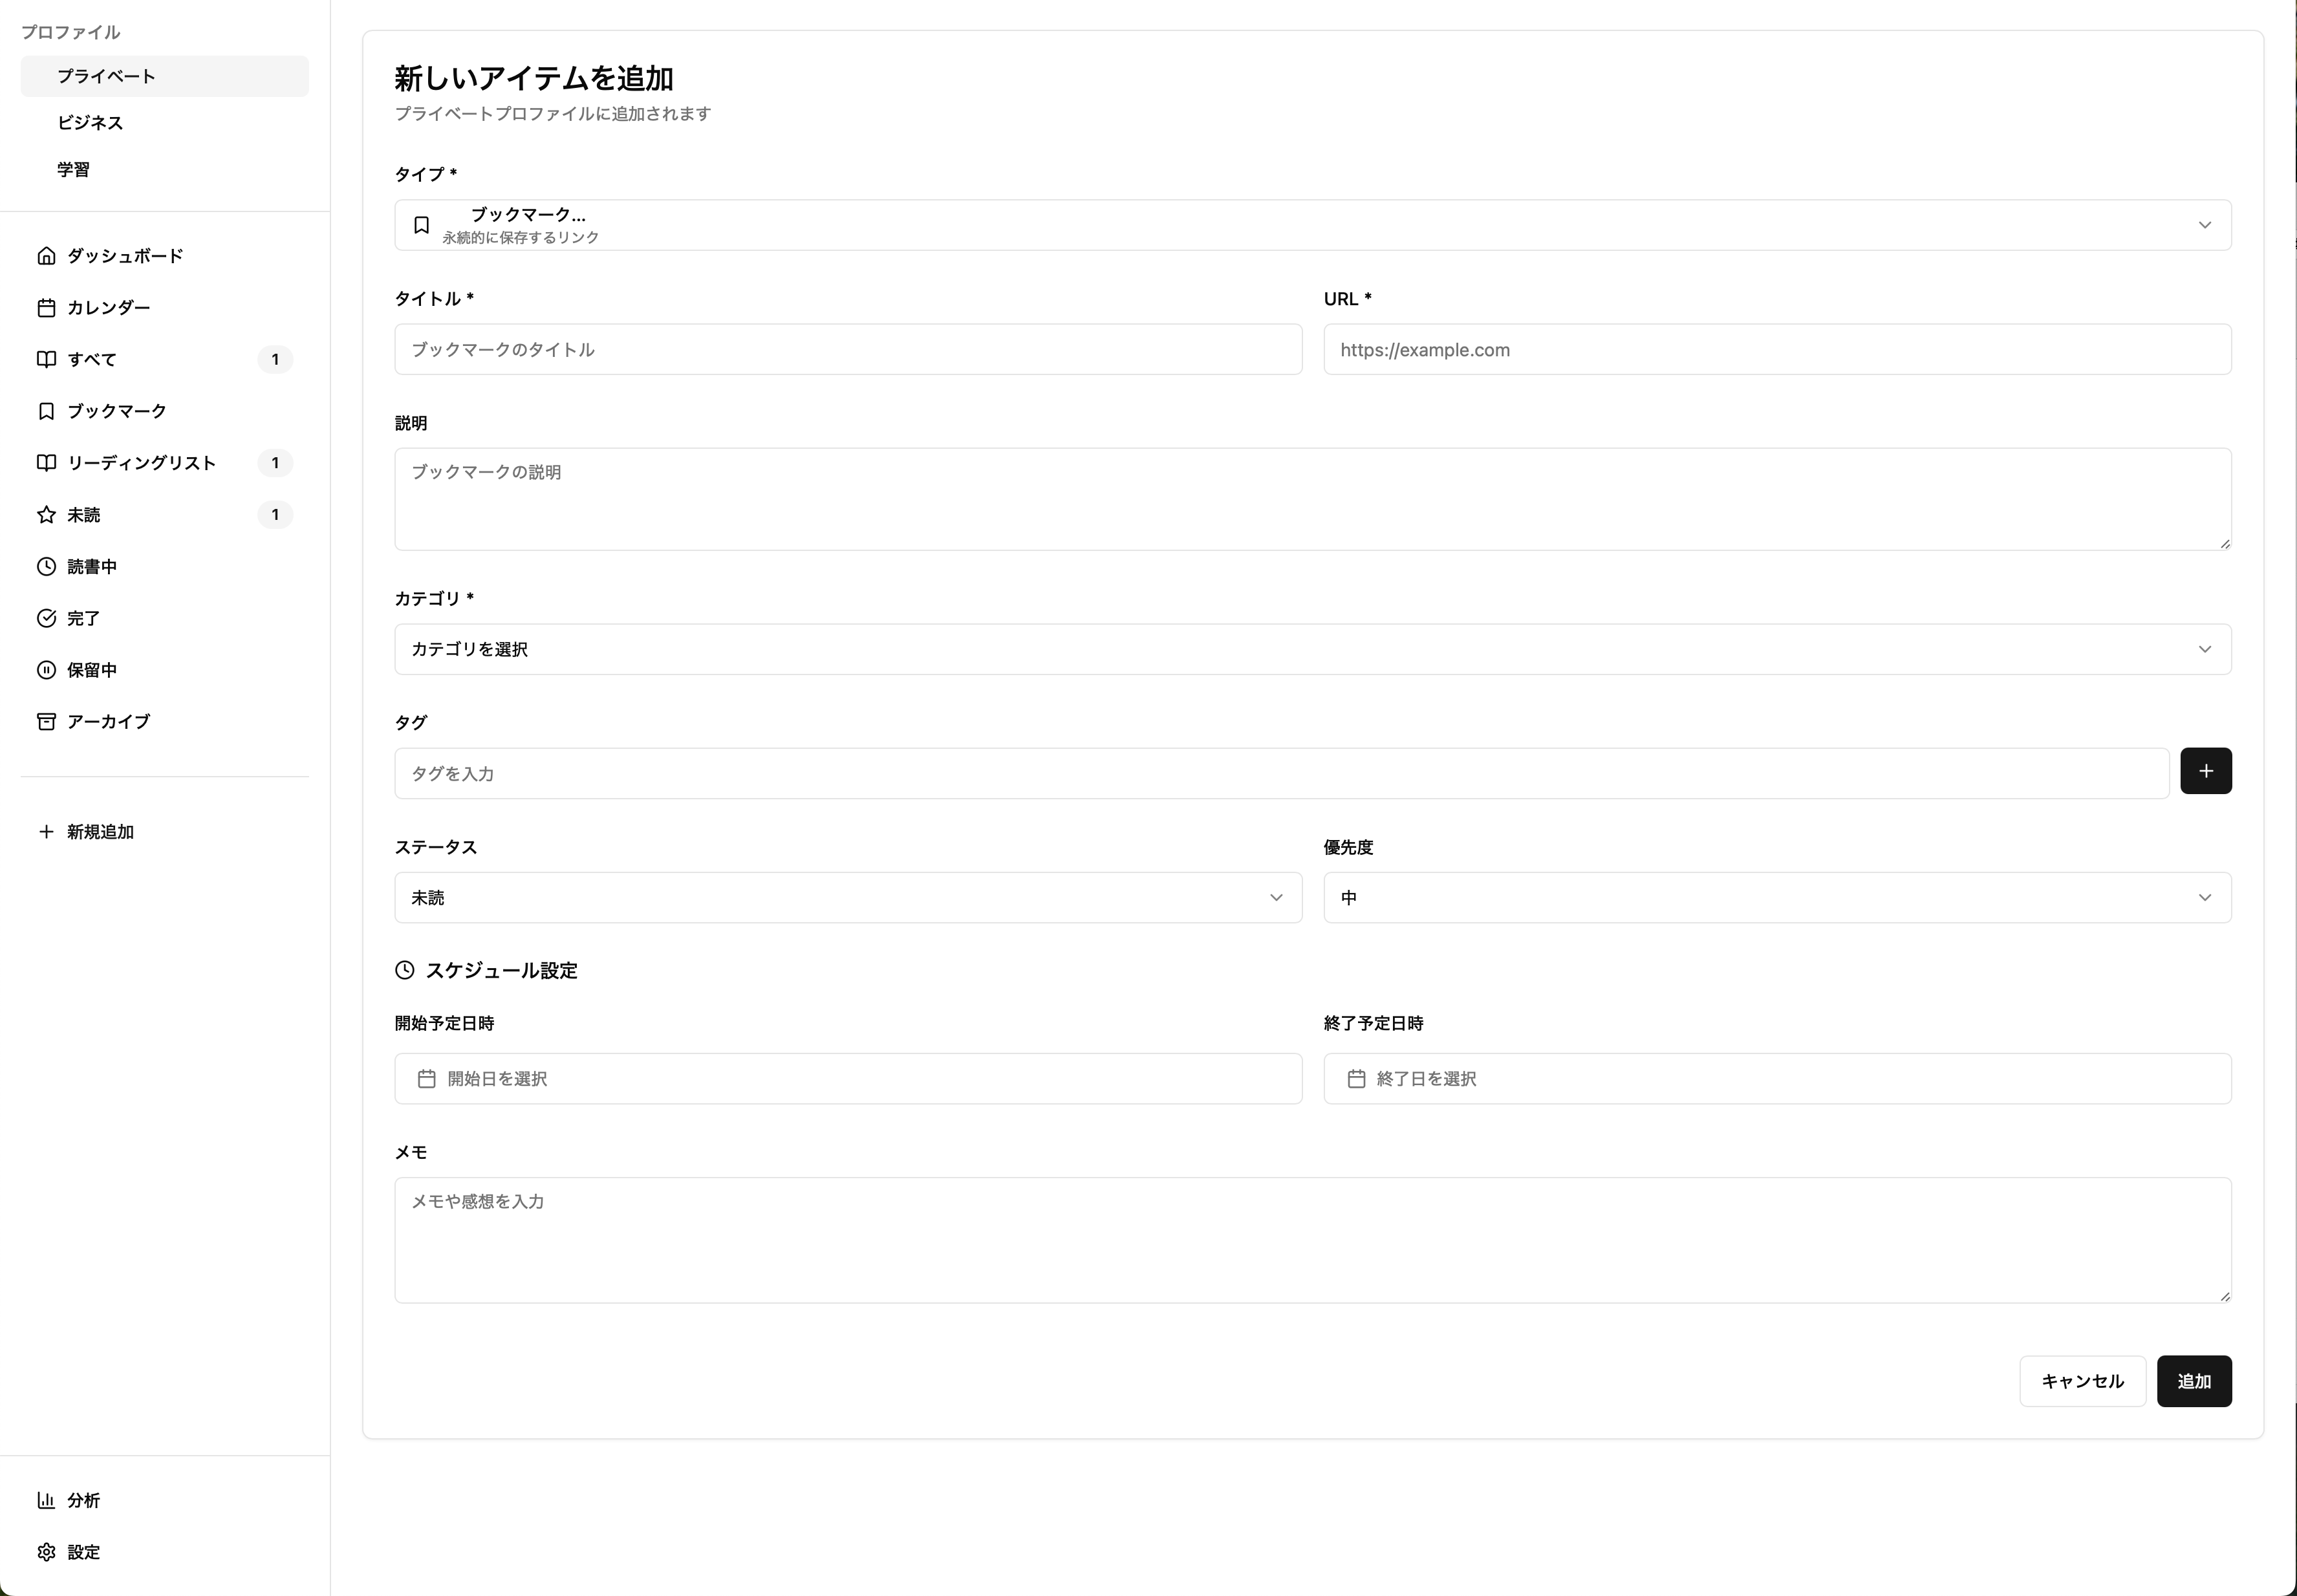 プロファイル
プライベート
ビジネス
学習
ダッシュボード
カレンダー
すべて 1
ブックマーク
リーディングリスト 1
未読 1
読書中
完了
保留中
アーカイブ
新規追加
分析
設定
新しいアイテムを追加
プライベートプロファイルに追加されます
タイプ *
ブックマーク...
永続的に保存するリンク
タイトル *
ブックマークのタイトル
URL *
https://example.com
説明
ブックマークの説明
カテゴリ *
カテゴリを選択
タグ
タグを入力
ステータス
未読
優先度
中
スケジュール設定
開始予定日時
開始日を選択
終了予定日時
終了日を選択
メモ
メモや感想を入力
キャンセル
追加